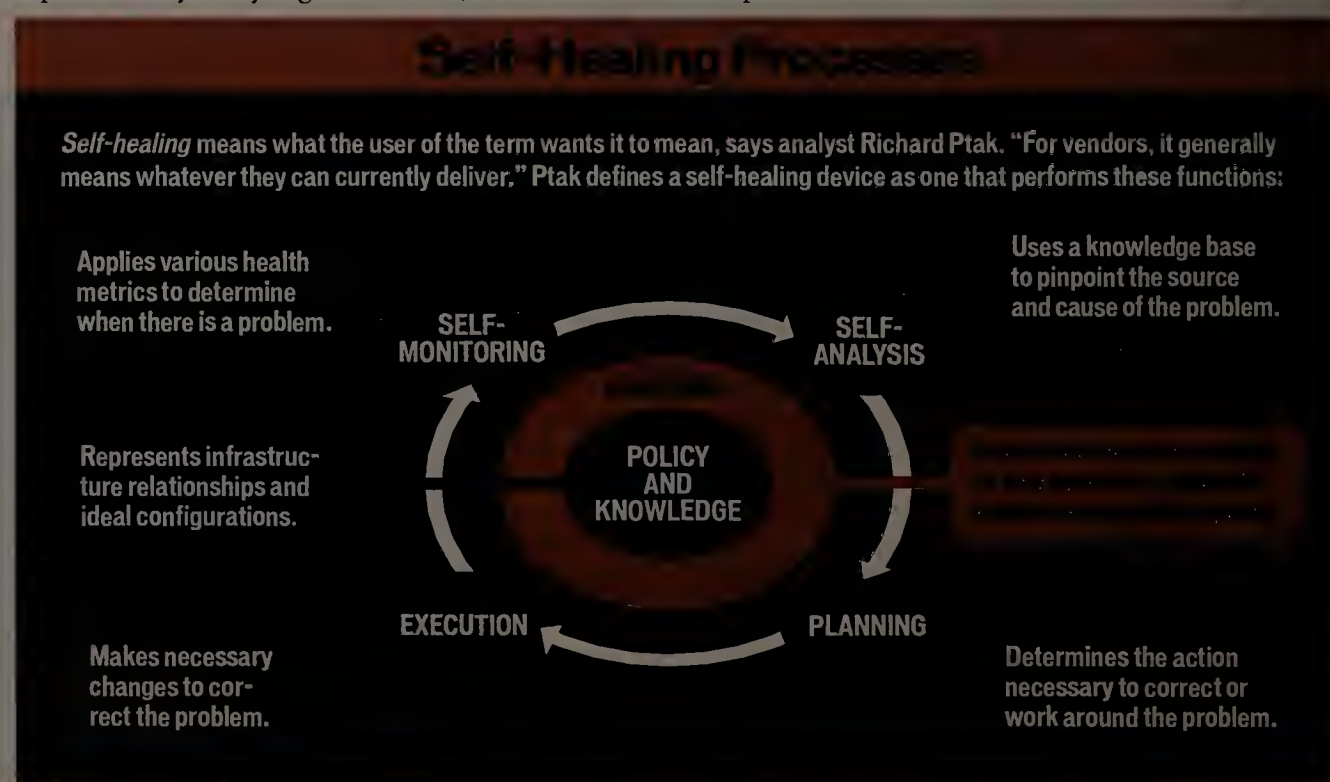 Self-Healing Processes
Self-healing means what the user of the term wants it to mean, says analyst Richard Ptak. “For vendors, it generally
means whatever they can currently deliver.” Ptak defines a self-healing device as one that performs these functions:
Applies various health
metrics to determine
when there is a problem.
Uses a knowledge base
to pinpoint the source
and cause of the problem.
SELF-
MONITORING
SELF-
ANALYSIS
Represents infrastruc-
ture relationships and
ideal configurations.
POLICY
AND
KNOWLEDGE
EXECUTION
PLANNING
Makes necessary
changes to cor-
rect the problem.
Determines the action
necessary to correct or
work around the problem.